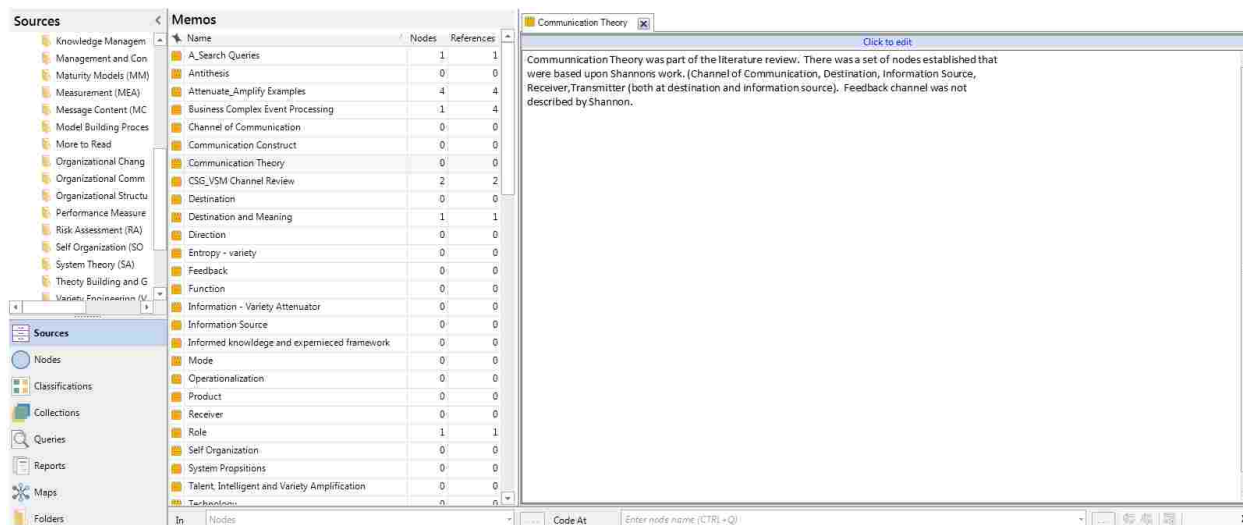 Sources
Knowledge Managem
Management and Con
Maturity Models (MM)
Measurement (MEA)
Message Content (MC
Model Building Proces
More to Read
Organizational Chang
Organizational Comm
Organizational Structu
Performance Measure
Risk Assessment (RA)
Self Organization (SO
System Theory (SA)
Theoty Building and G
Variety Engineering (V
Sources
Nodes
Classifications
Collections
Queries
Reports
Maps
Folders
Memos
Name Nodes References
A_Search Queries 1 1
Antithesis 0 0
Attenuate_Amplify Examples 4 4
Business Complex Event Processing 1 4
Channel of Communication 0 0
Communication Construct 0 0
Communication Theory 0 0
CSG_VSM Channel Review 2 2
Destination 0 0
Destination and Meaning 1 1
Direction 0 0
Entropy - variety 0 0
Feedback 0 0
Function 0 0
Information - Variety Attenuator 0 0
Information Source 0 0
Informed knowldege and expernieced framework 0 0
Mode 0 0
Operationalization 0 0
Product 0 0
Receiver 0 0
Role 1 1
Self Organization 0 0
System Propsitions 0 0
Talent, Intelligent and Variety Amplification 0 0
Technology 0 0
In Nodes
Communication Theory
Click to edit
Communnication Theory was part of the literature review. There was a set of nodes established that
were based upon Shannons work. (Channel of Communication, Destination, Information Source,
Receiver,Transmitter (both at destination and information source). Feedback channel was not
described by Shannon.
Code At Enter node name (CTRL+Q)